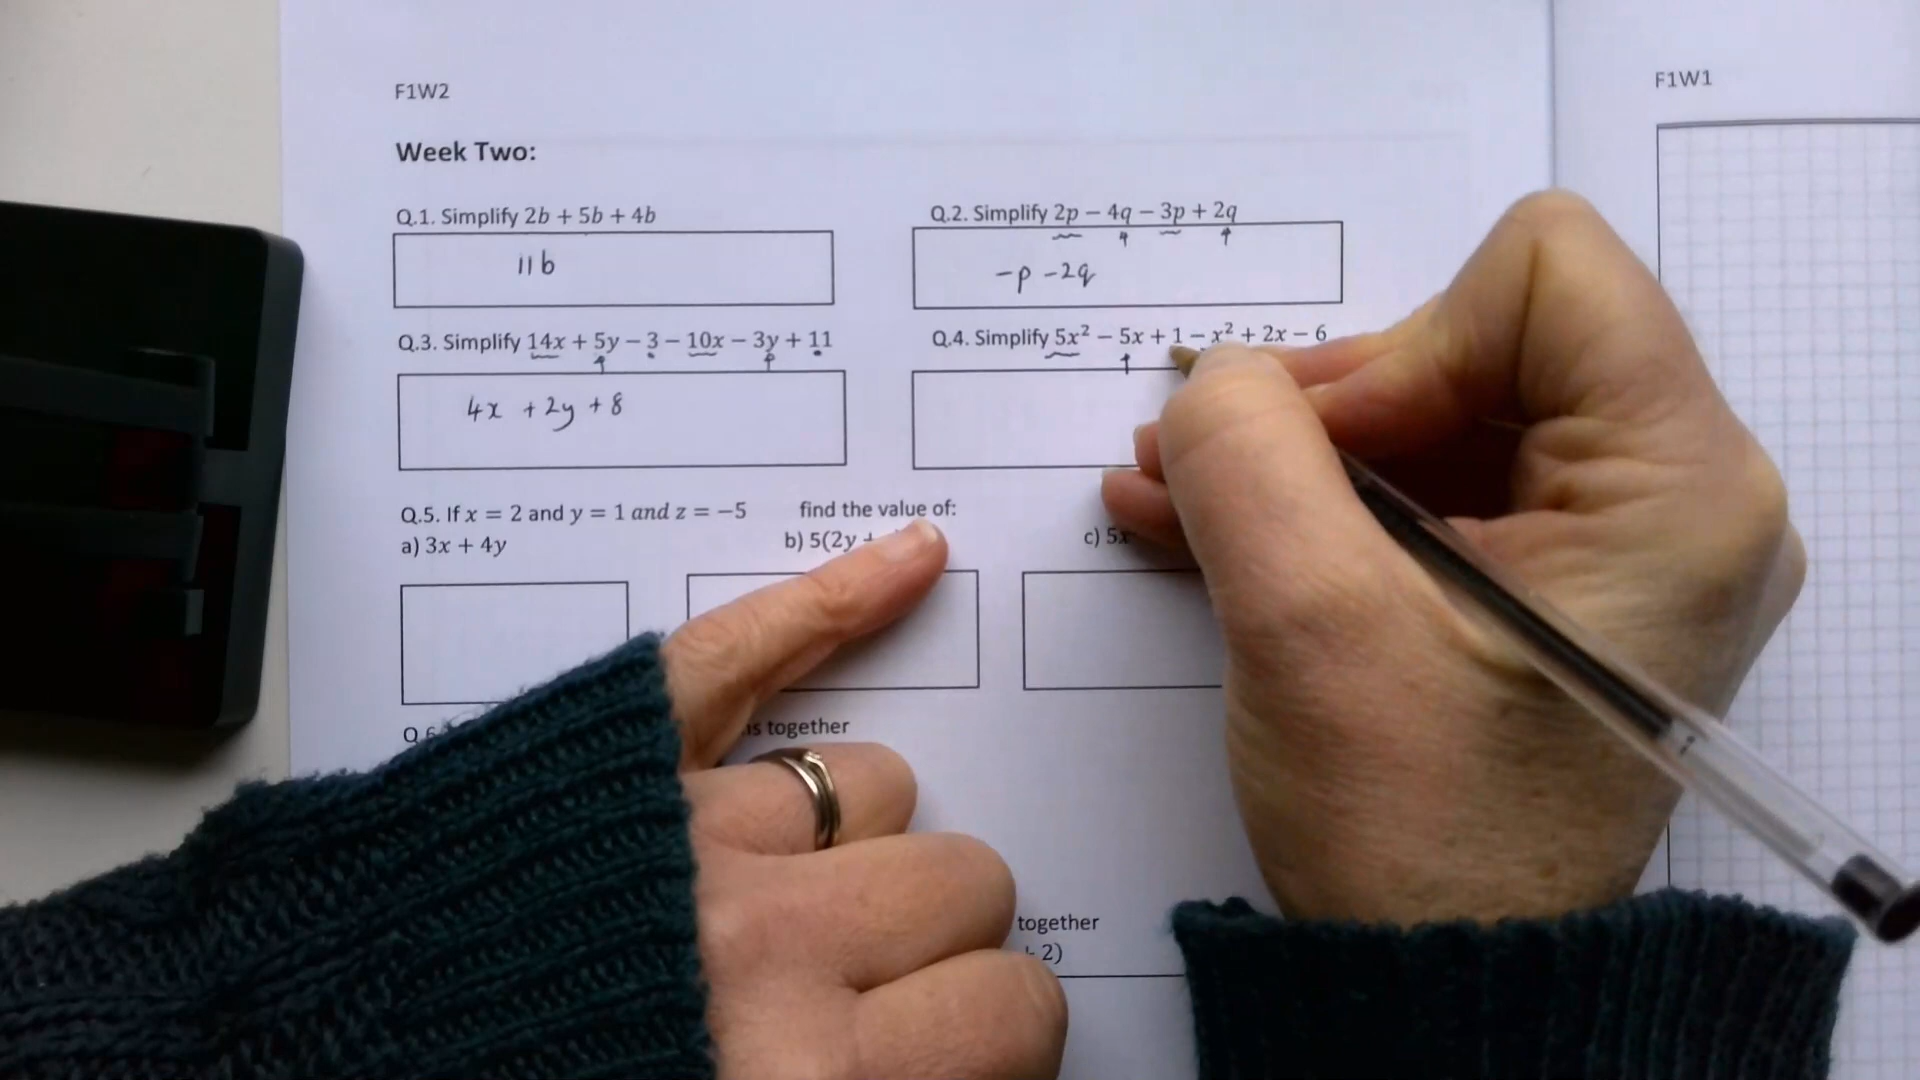 F1W2
F1W1
Week Two:
Q.1. Simplify 2b + 5b + 4b
11b
Q.2. Simplify 2p − 4q − 3p + 2q
-p -2q
Q.3. Simplify 14x + 5y − 3 − 10x − 3y + 11
4x +2y +8
Q.4. Simplify 5x² − 5x + 1 − x² + 2x − 6
Q.5. If x = 2 and y = 1 and z = −5 find the value of:
a) 3x + 4y
b) 5(2y +
c) 5x
Q.6
together
together
2)